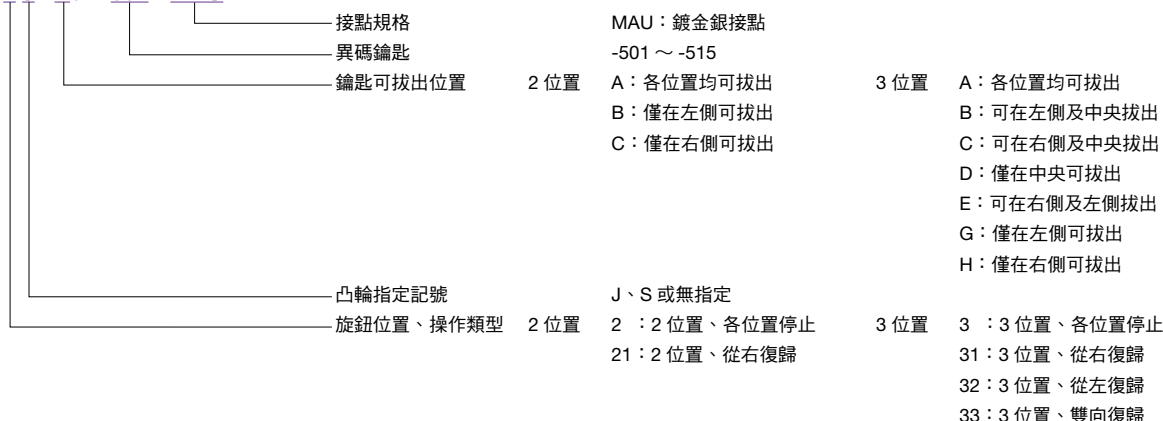 接點規格 MAU：鍍金銀接點
異碼鑰匙 -501 ～ -515
鑰匙可拔出位置 2 位置 A：各位置均可拔出 3 位置 A：各位置均可拔出
B：僅在左側可拔出 B：可在左側及中央拔出
C：僅在右側可拔出 C：可在右側及中央拔出
D：僅在中央可拔出
E：可在右側及左側拔出
G：僅在左側可拔出
H：僅在右側可拔出
凸輪指定記號 J、S 或無指定
旋鈕位置、操作類型 2 位置 2 ：2 位置、各位置停止 3 位置 3 ：3 位置、各位置停止
21：2 位置、從右復歸 31：3 位置、從右復歸
32：3 位置、從左復歸
33：3 位置、雙向復歸